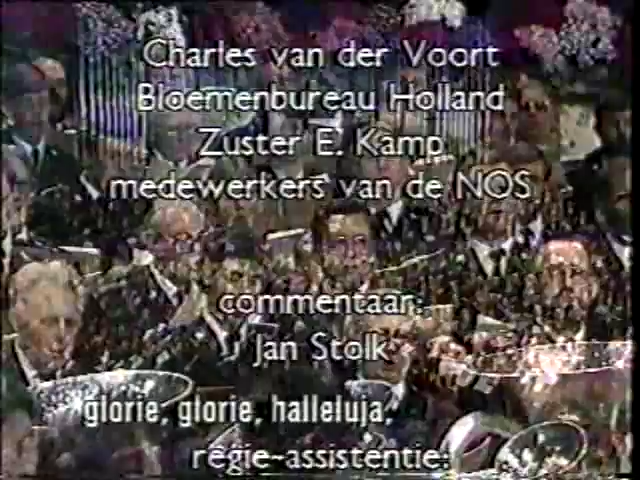 Charles van der Voort
Bloemenbureau Holland
Zuster E. Kamp
medewerkers van de NOS
commentaar:
Jan Stolk
glorie, glorie, halleluja,
regie-assistentie: